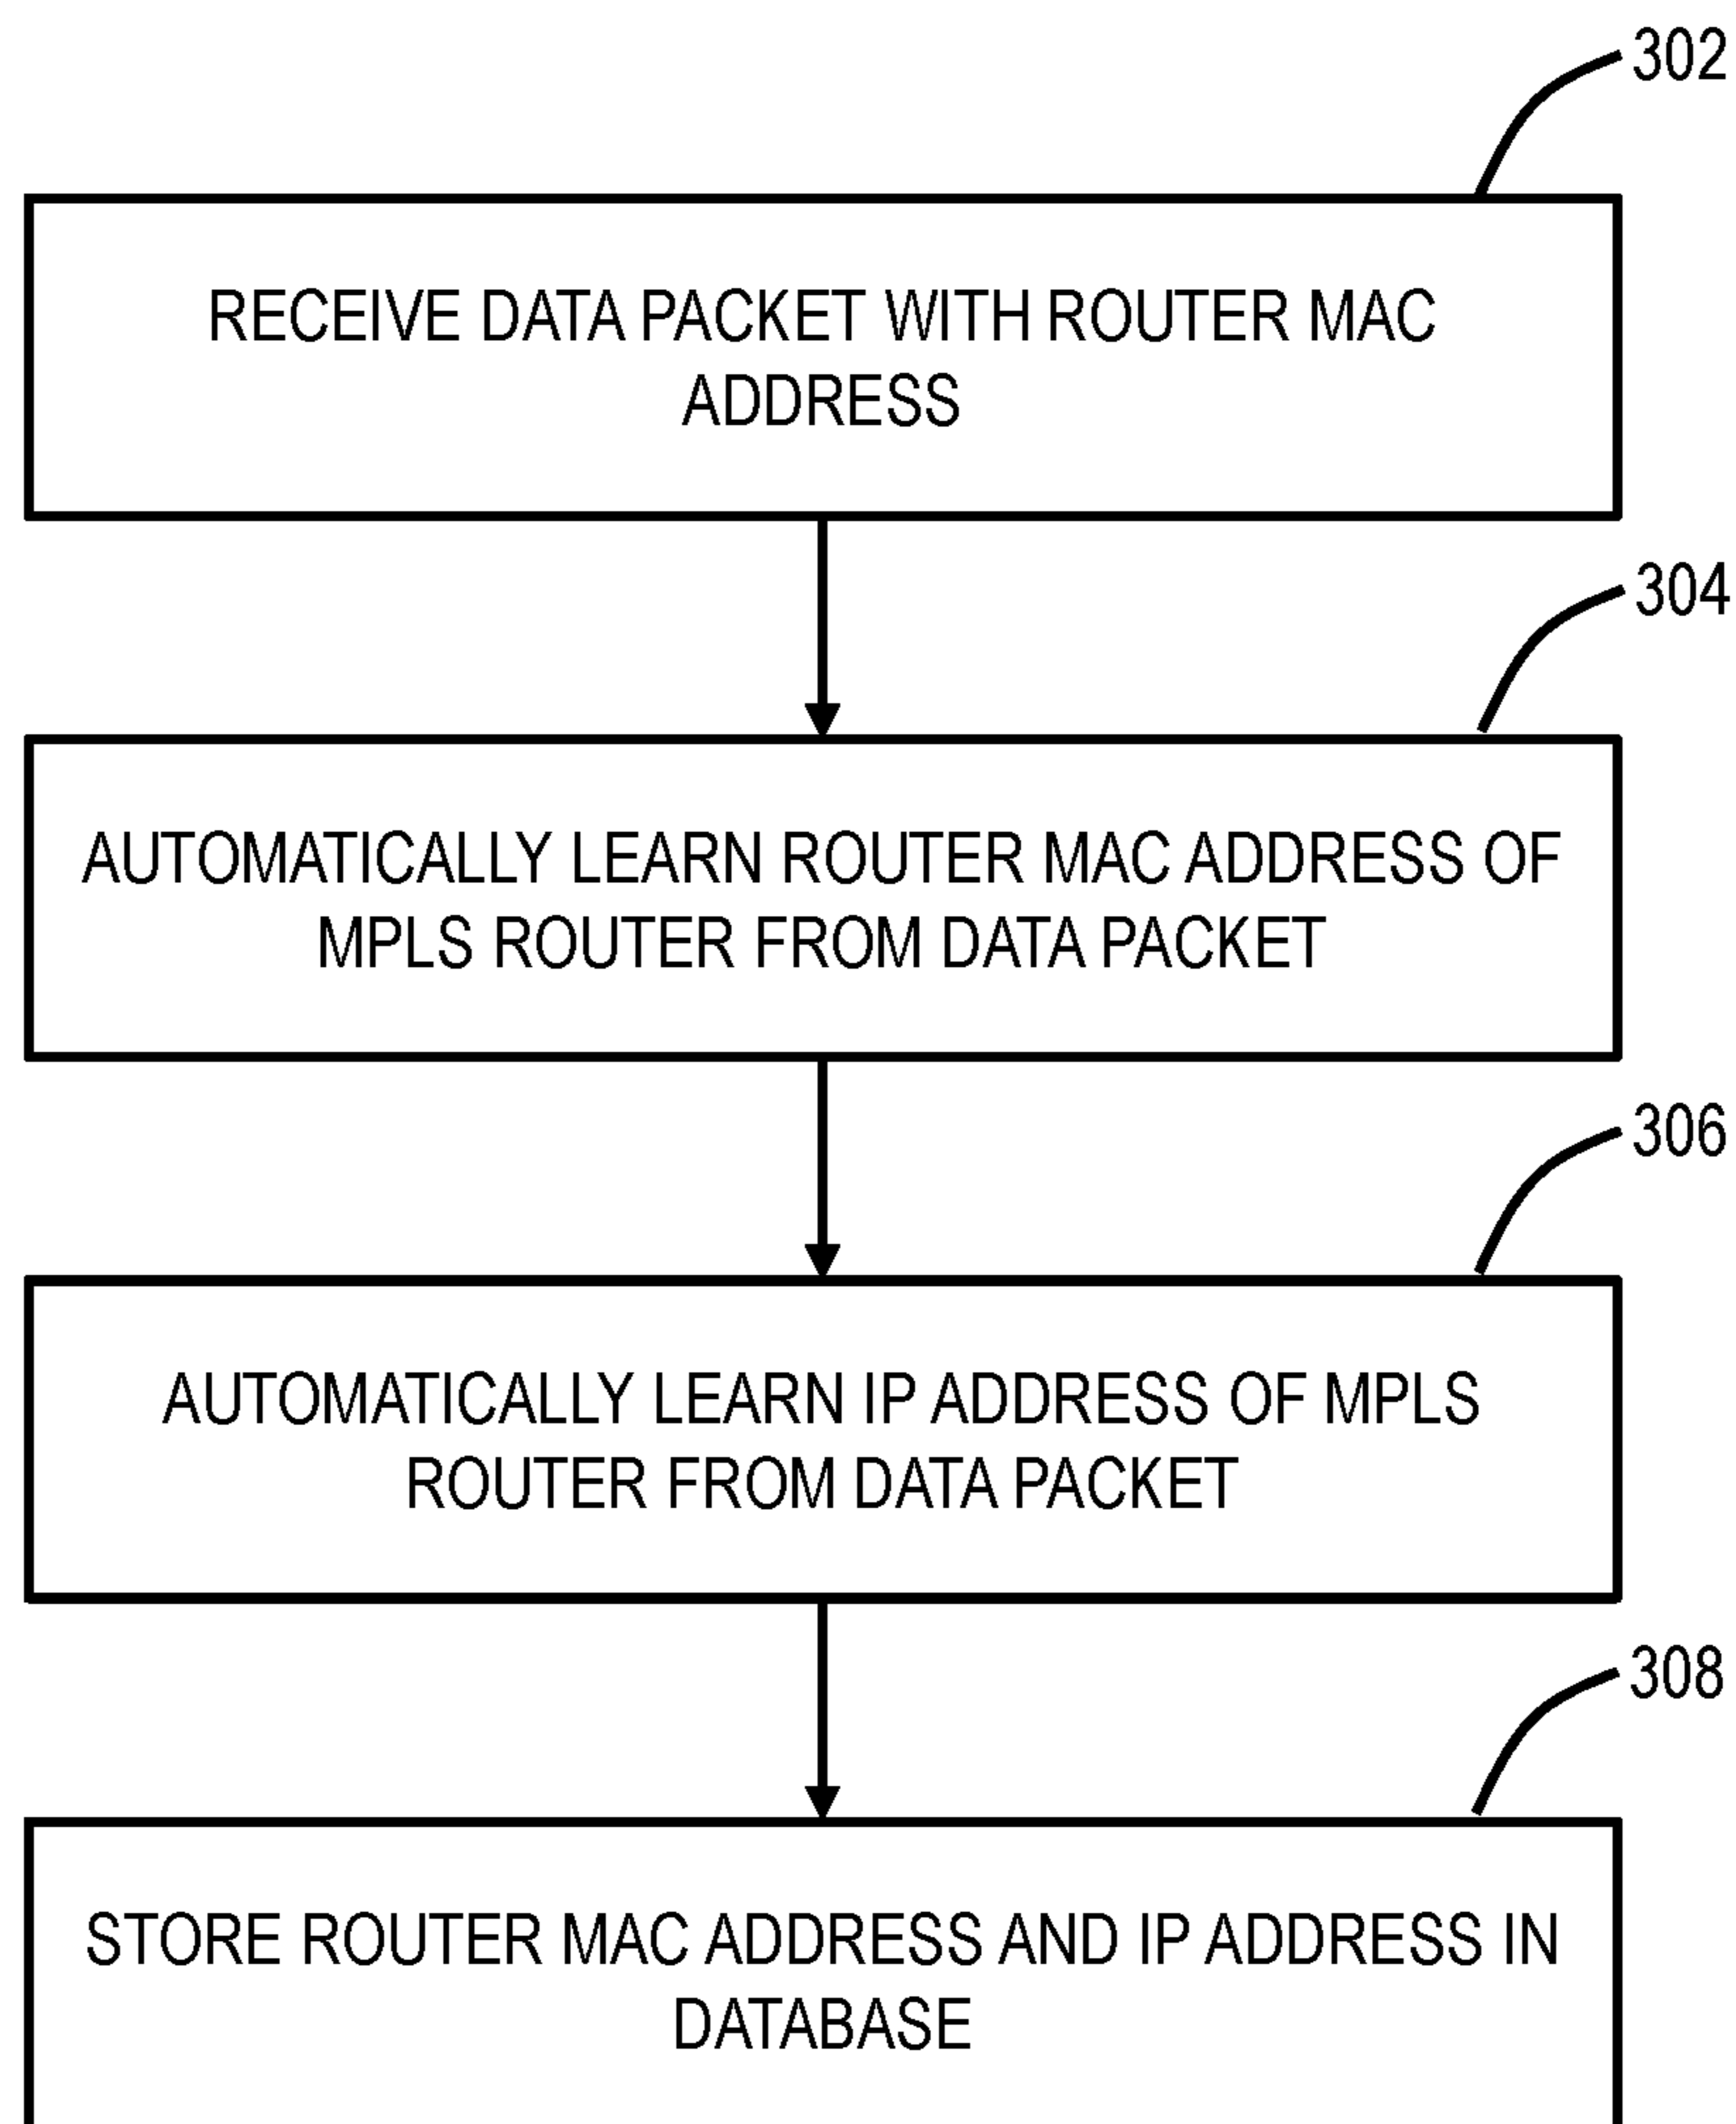 302
RECEIVE DATA PACKET WITH ROUTER MAC
ADDRESS
304
AUTOMATICALLY LEARN ROUTER MAC ADDRESS OF
MPLS ROUTER FROM DATA PACKET
306
AUTOMATICALLY LEARN IP ADDRESS OF MPLS
ROUTER FROM DATA PACKET
308
STORE ROUTER MAC ADDRESS AND IP ADDRESS IN
DATABASE